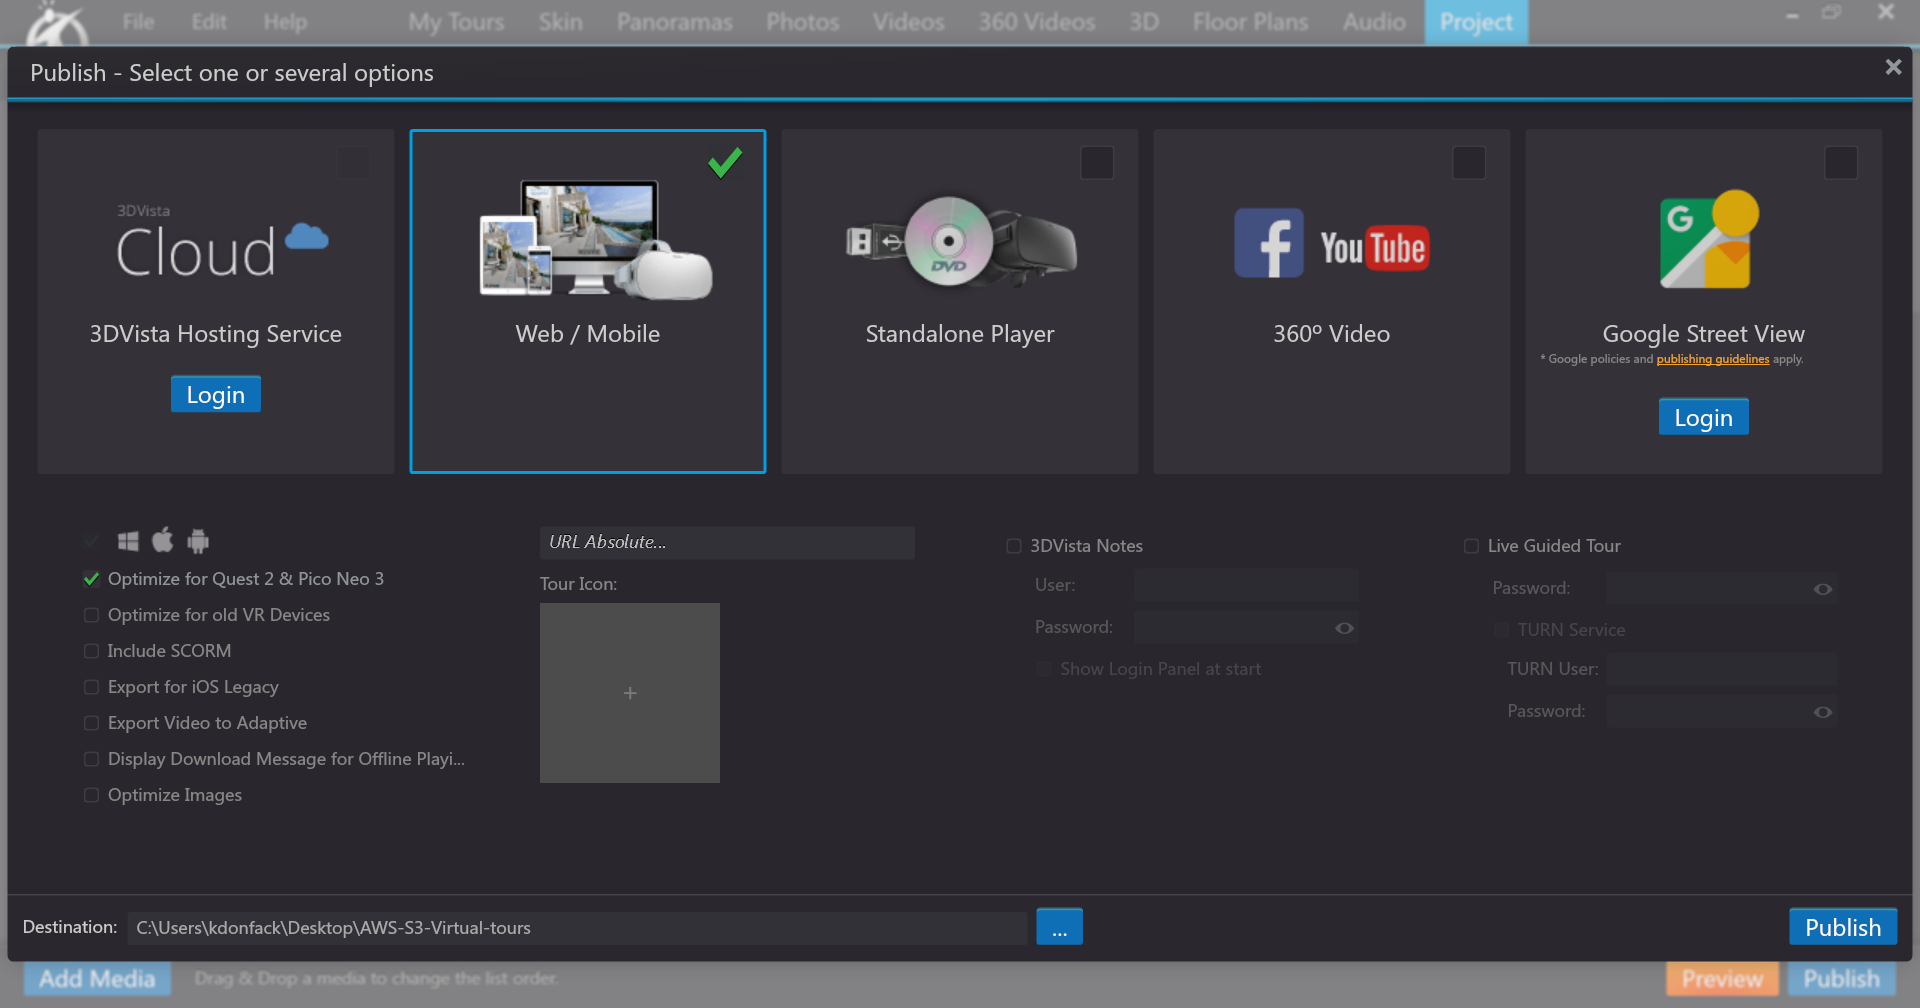 File Edit Help My Tours Skin Panoramas Photos Videos 360 Videos 3D Floor Plans Audio Project
Publish - Select one or several options
3DVista
Cloud
3DVista Hosting Service
Login
Web / Mobile
DVD
Standalone Player
f
YouTube
360º Video
G
Google Street View
* Google policies and publishing guidelines apply.
Login
Optimize for Quest 2 & Pico Neo 3
Optimize for old VR Devices
Include SCORM
Export for iOS Legacy
Export Video to Adaptive
Display Download Message for Offline Playi...
Optimize Images
URL Absolute...
Tour Icon:
+
3DVista Notes
User:
Password:
Show Login Panel at start
Live Guided Tour
Password:
TURN Service
TURN User:
Password:
Destination: C:\Users\kdonfack\Desktop\AWS-S3-Virtual-tours ... Publish
Add Media Drag & Drop a media to change the list order. Preview Publish